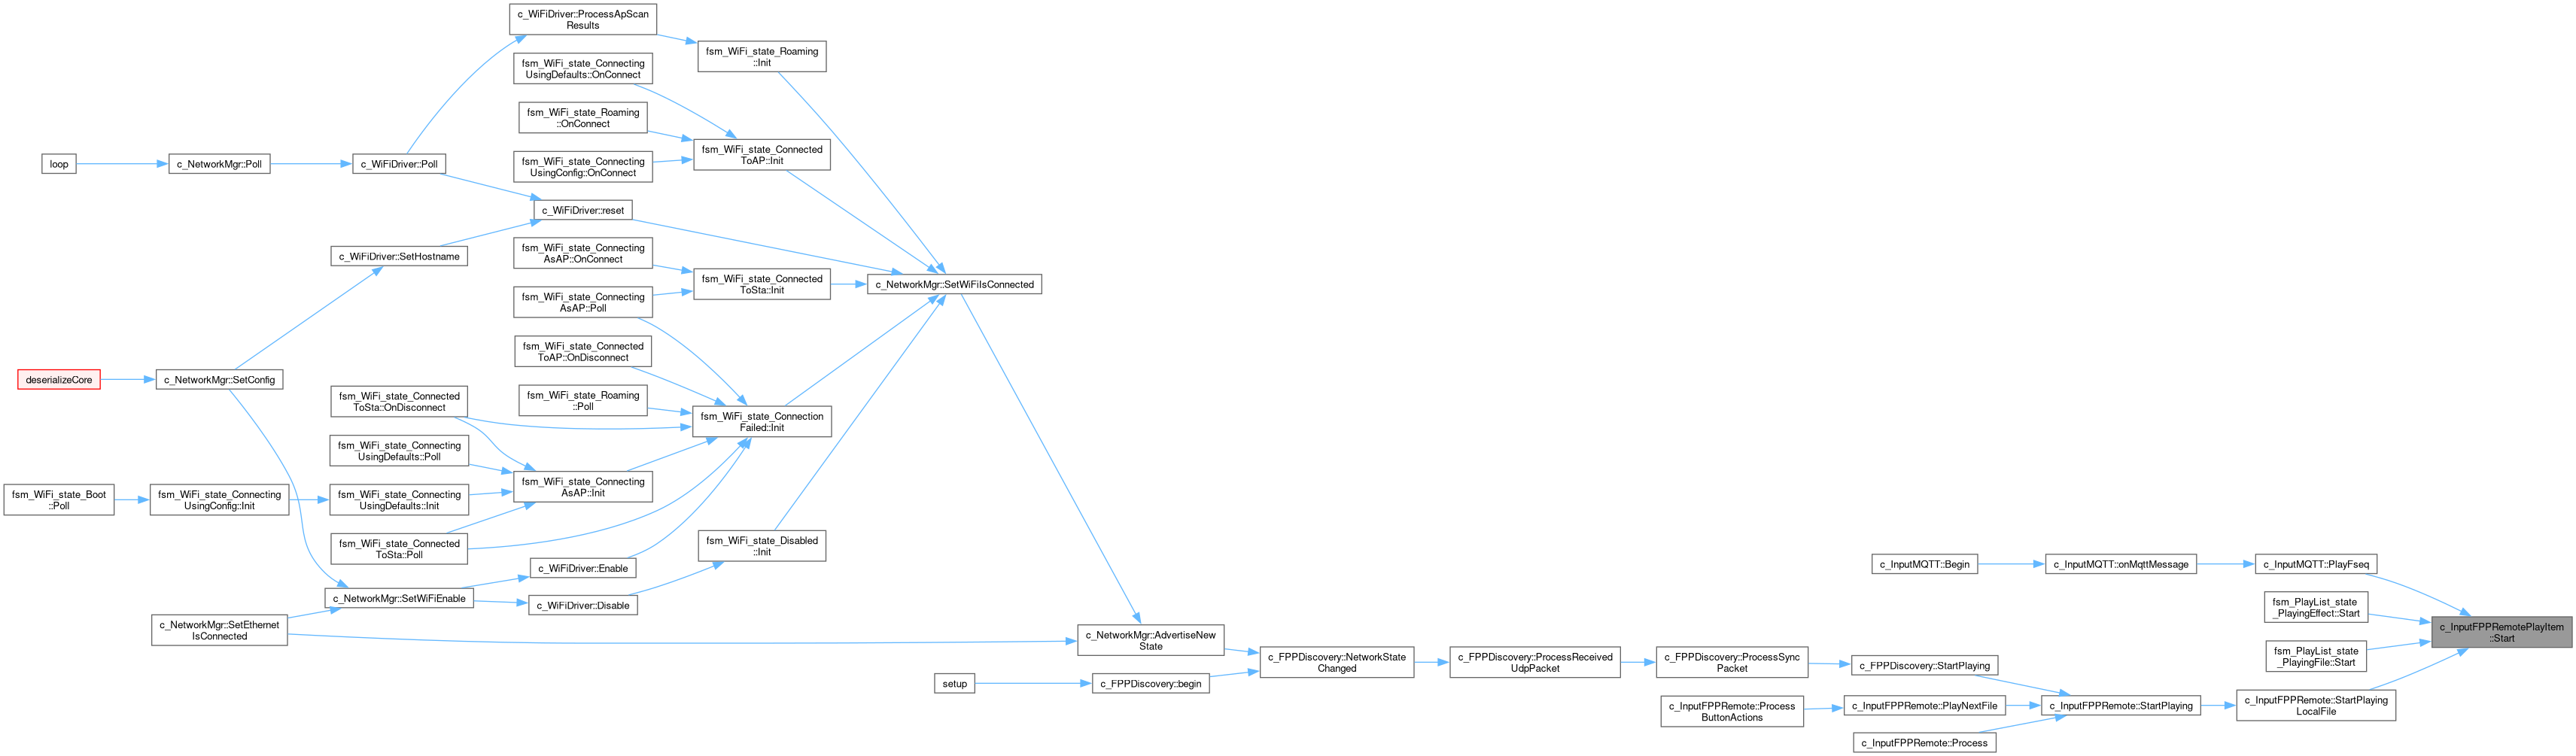 c_WiFiDriver::ProcessApScan
Results
fsm_WiFi_state_Roaming
::Init
fsm_WiFi_state_Connecting
UsingDefaults::OnConnect
fsm_WiFi_state_Roaming
::OnConnect
fsm_WiFi_state_Connected
ToAP::Init
loop
c_NetworkMgr::Poll
c_WiFiDriver::Poll
fsm_WiFi_state_Connecting
UsingConfig::OnConnect
c_WiFiDriver::reset
c_WiFiDriver::SetHostname
fsm_WiFi_state_Connecting
AsAP::OnConnect
fsm_WiFi_state_Connected
ToSta::Init
c_NetworkMgr::SetWiFiIsConnected
fsm_WiFi_state_Connecting
AsAP::Poll
fsm_WiFi_state_Connected
ToAP::OnDisconnect
deserializeCore
c_NetworkMgr::SetConfig
fsm_WiFi_state_Roaming
::Poll
fsm_WiFi_state_Connected
ToSta::OnDisconnect
fsm_WiFi_state_Connection
Failed::Init
fsm_WiFi_state_Connecting
UsingDefaults::Poll
fsm_WiFi_state_Boot
::Poll
fsm_WiFi_state_Connecting
UsingConfig::Init
fsm_WiFi_state_Connecting
UsingDefaults::Init
fsm_WiFi_state_Connecting
AsAP::Init
fsm_WiFi_state_Connected
ToSta::Poll
fsm_WiFi_state_Disabled
::Init
c_WiFiDriver::Enable
c_InputMQTT::Begin
c_InputMQTT::onMqttMessage
c_InputMQTT::PlayFseq
c_NetworkMgr::SetWiFiEnable
c_WiFiDriver::Disable
fsm_PlayList_state
_PlayingEffect::Start
c_NetworkMgr::SetEthernet
IsConnected
c_NetworkMgr::AdvertiseNew
State
c_InputFPPRemotePlayItem
::Start
fsm_PlayList_state
_PlayingFile::Start
c_FPPDiscovery::NetworkState
Changed
c_FPPDiscovery::ProcessReceived
UdpPacket
c_FPPDiscovery::ProcessSync
Packet
c_FPPDiscovery::StartPlaying
setup
c_FPPDiscovery::begin
c_InputFPPRemote::Process
ButtonActions
c_InputFPPRemote::PlayNextFile
c_InputFPPRemote::StartPlaying
c_InputFPPRemote::StartPlaying
LocalFile
c_InputFPPRemote::Process